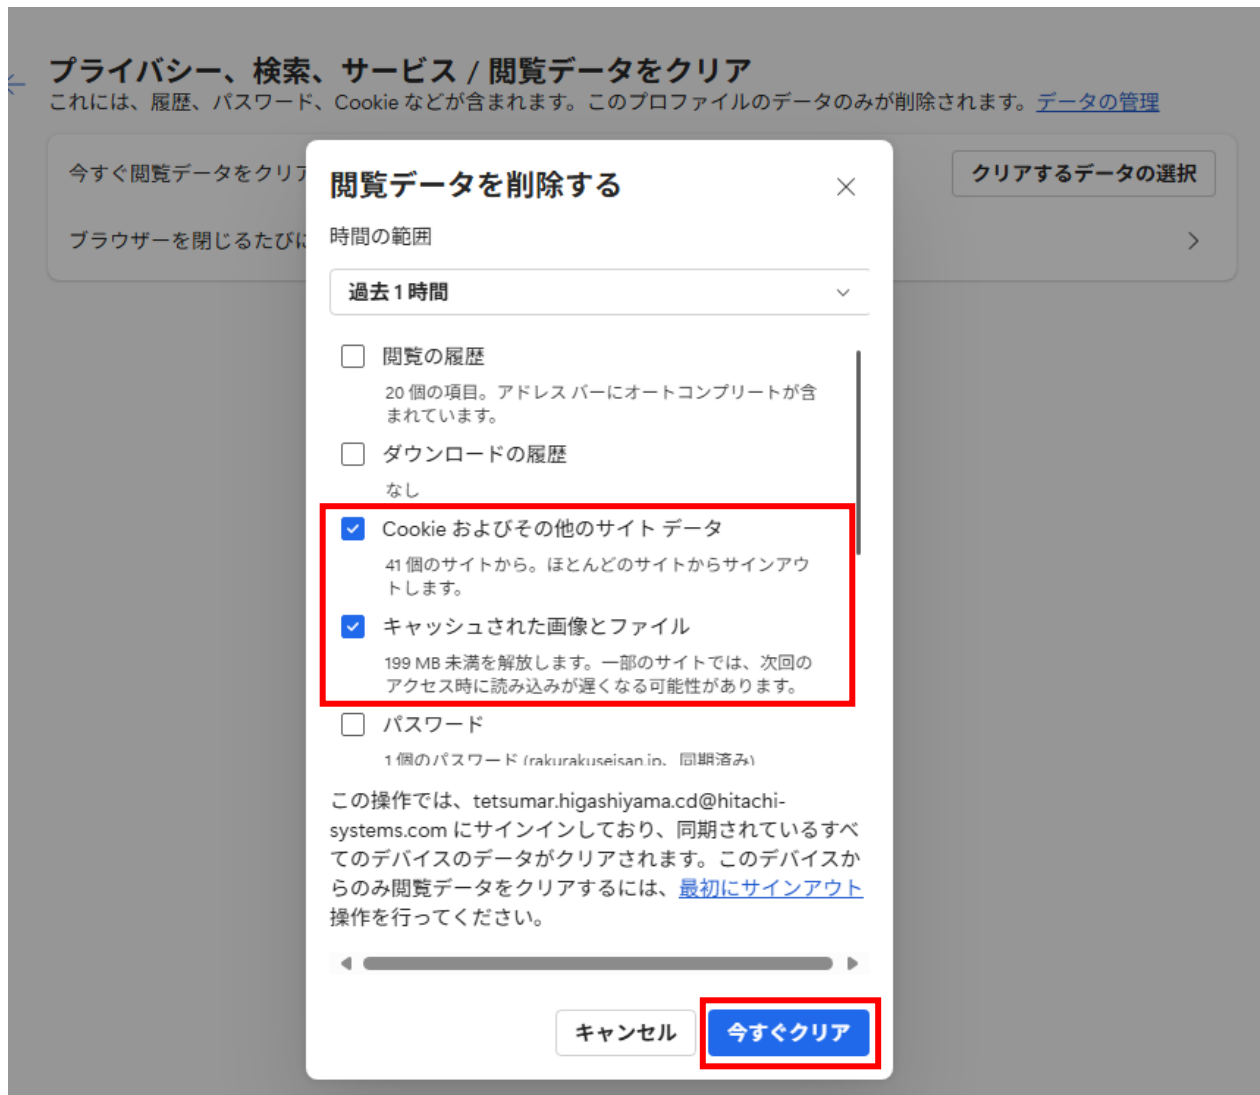 プライバシー、検索、サービス / 閲覧データをクリア
これには、履歴、パスワード、Cookie などが含まれます。このプロファイルのデータのみが削除されます。データの管理
今すぐ閲覧データをクリア
クリアするデータの選択
ブラウザーを閉じるたびに
閲覧データを削除する
時間の範囲
過去 1 時間
閲覧の履歴
20 個の項目。アドレス バーにオートコンプリートが含
まれています。
ダウンロードの履歴
なし
Cookie およびその他のサイト データ
41 個のサイトから。ほとんどのサイトからサインアウ
トします。
キャッシュされた画像とファイル
199 MB 未満を解放します。一部のサイトでは、次回の
アクセス時に読み込みが遅くなる可能性があります。
パスワード
1 個のパスワード (rakurakuseisan.jp、同期済み)
この操作では、tetsumar.higashiyama.cd@hitachi-
systems.com にサインインしており、同期されているすべ
てのデバイスのデータがクリアされます。このデバイスか
らのみ閲覧データをクリアするには、最初にサインアウト
操作を行ってください。
キャンセル
今すぐクリア